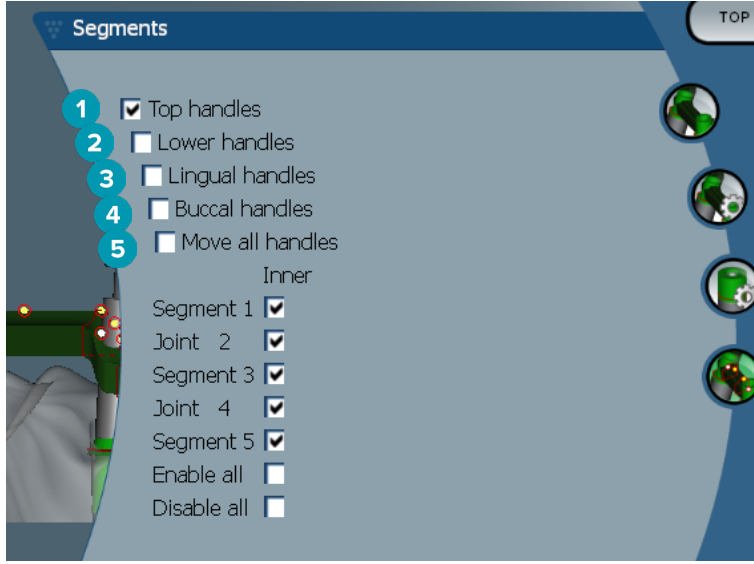 Segments
TOP
1 Top handles
2 Lower handles
3 Lingual handles
4 Buccal handles
5 Move all handles
Inner
Segment 1
Joint 2
Segment 3
Joint 4
Segment 5
Enable all
Disable all